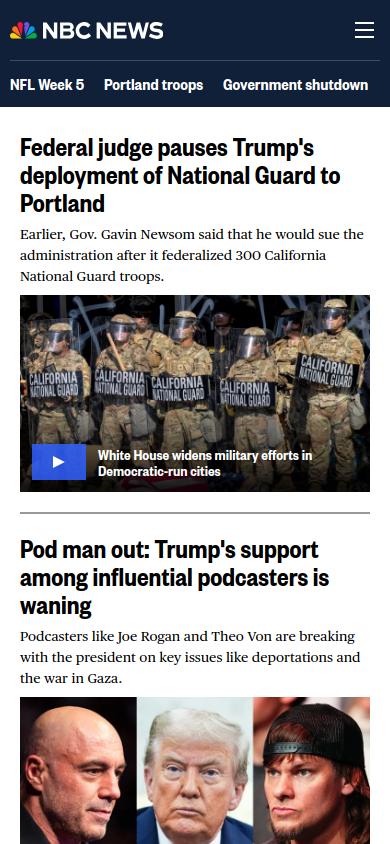 NBC NEWS
NFL Week 5 Portland troops Government shutdown
Federal judge pauses Trump's
deployment of National Guard to
Portland
Earlier, Gov. Gavin Newsom said that he would sue the
administration after it federalized 300 California
National Guard troops.
CALIFORNIA NATIONAL GUARD
CALIFORNIA NATIONAL GUARD
CALIFORNIA NATIONAL GUARD
CALIFORNIA NATIONAL GUARD
CALIFORNIA NATIONAL GUARD
White House widens military efforts in
Democratic-run cities
Pod man out: Trump's support
among influential podcasters is
waning
Podcasters like Joe Rogan and Theo Von are breaking
with the president on key issues like deportations and
the war in Gaza.